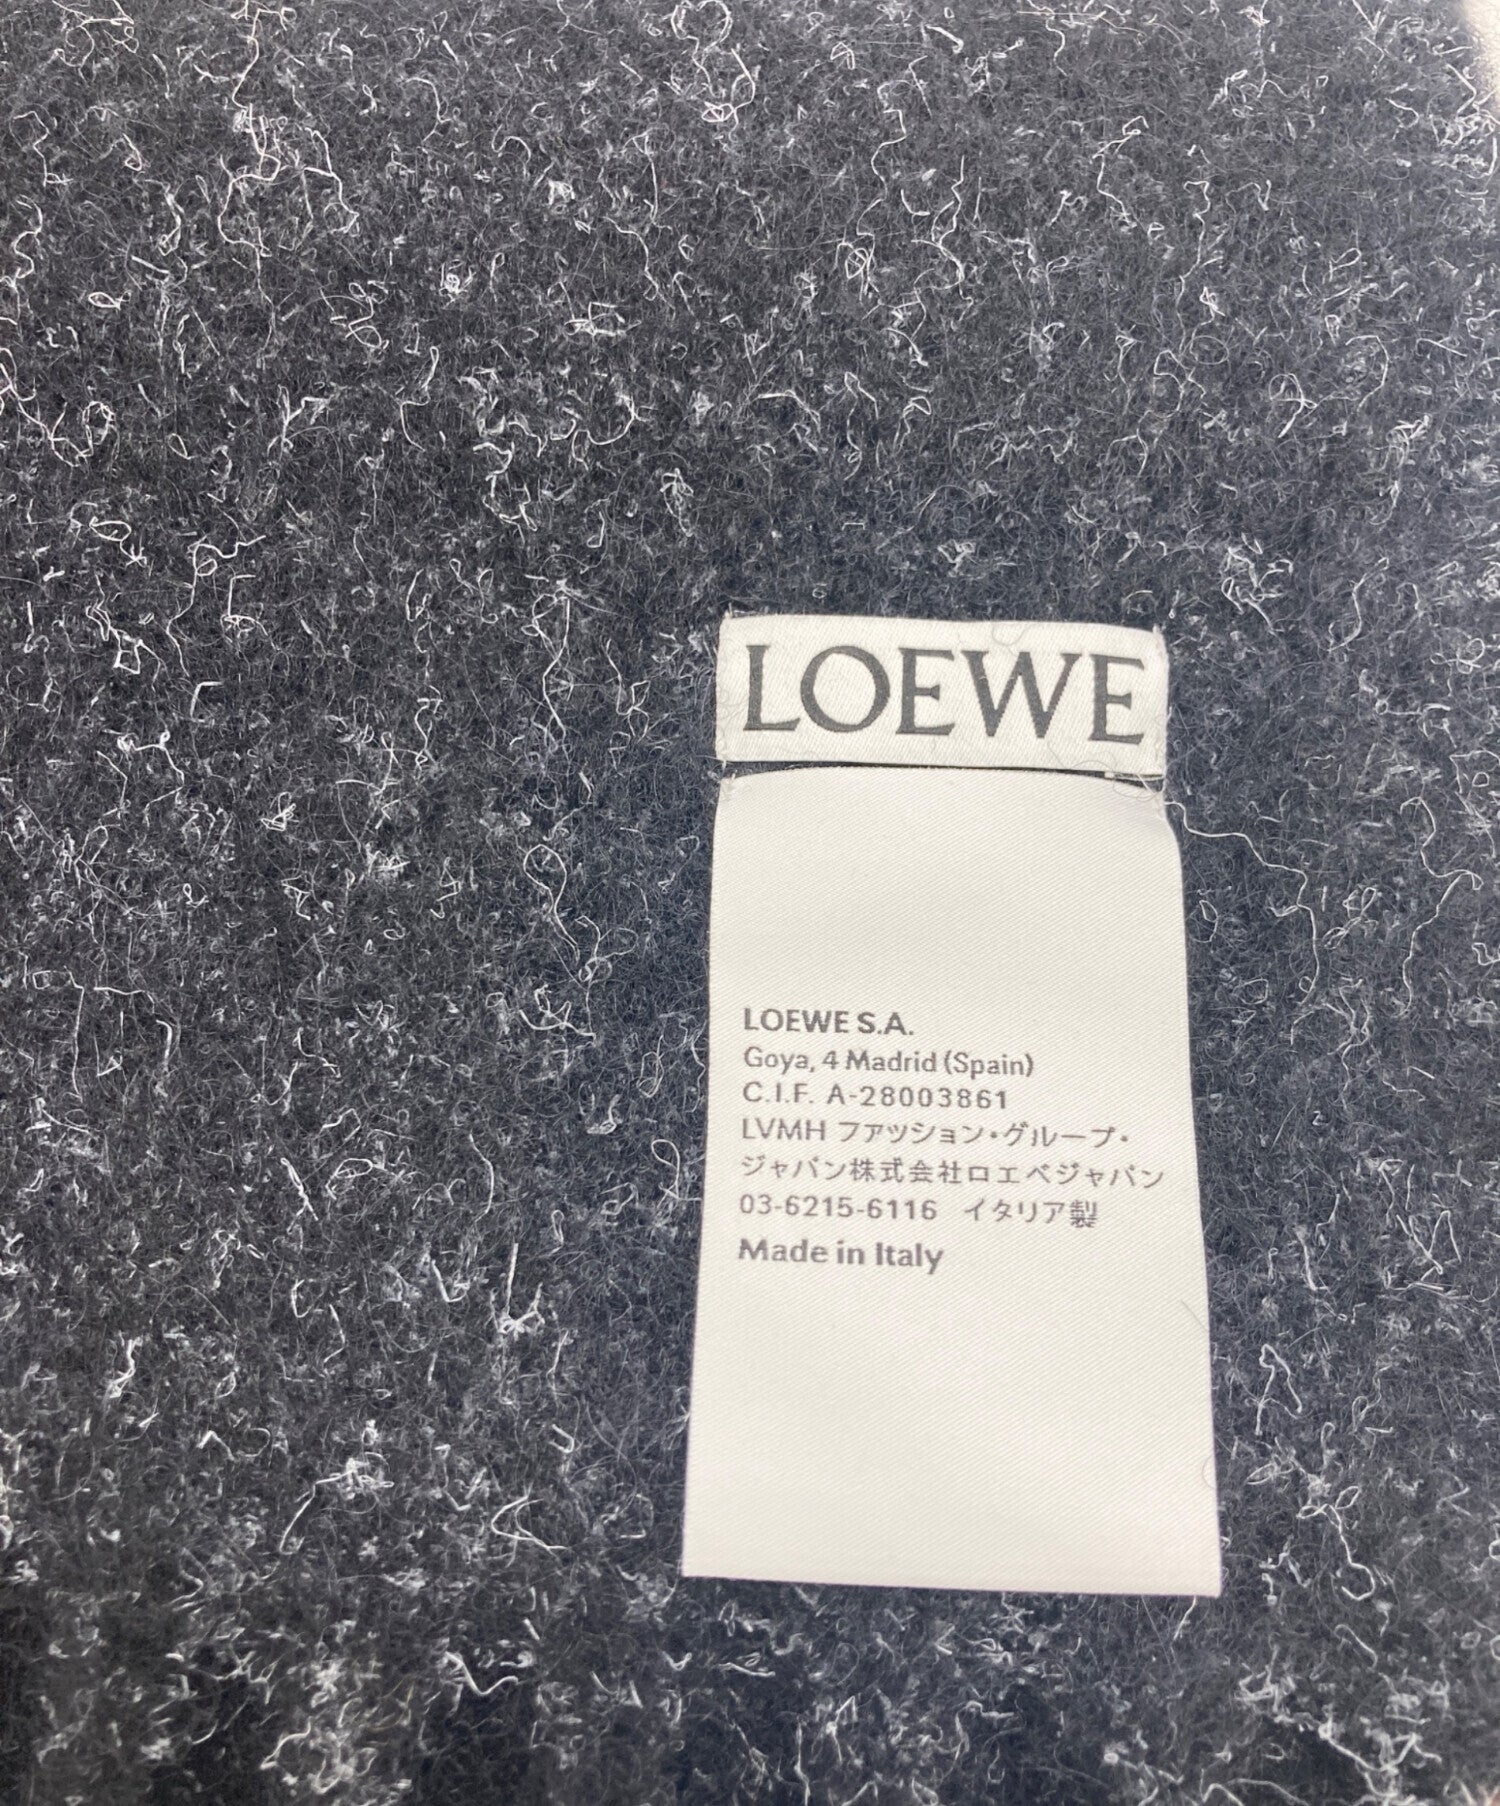 LOEWE
LOEWE S.A.
Goya, 4 Madrid (Spain)
C.I.F. A-28003861
LVMH ファッション・グループ・
ジャパン株式会社ロエベジャパン
03-6215-6116 イタリア製
Made in Italy